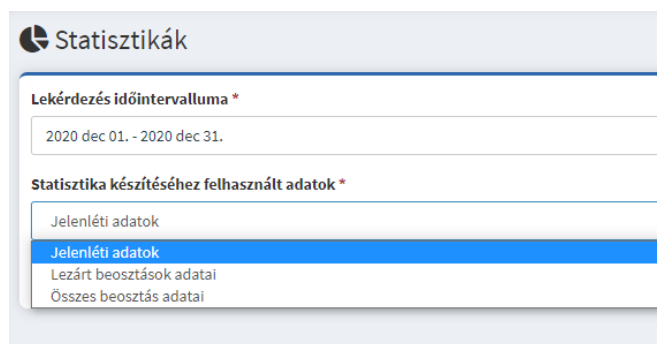 Statisztikák
Lekérdezés időintervalluma *
2020 dec 01. - 2020 dec 31.
Statisztika készítéséhez felhasznált adatok *
Jelenléti adatok
Jelenléti adatok
Lezárt beosztások adatai
Összes beosztás adatai